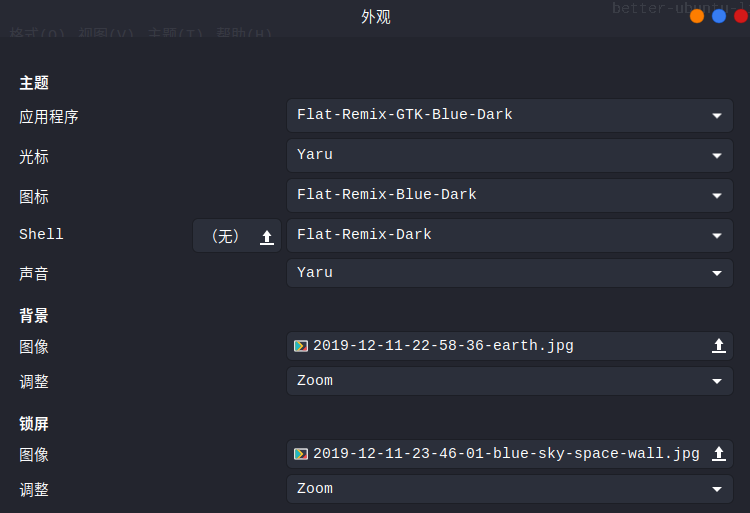 外观
better-ubuntu-
格式(O) 视图(V) 主题(T) 帮助(H)
主题
应用程序 Flat-Remix-GTK-Blue-Dark
光标 Yaru
图标 Flat-Remix-Blue-Dark
Shell （无） Flat-Remix-Dark
声音 Yaru
背景
图像 2019-12-11-22-58-36-earth.jpg
调整 Zoom
锁屏
图像 2019-12-11-23-46-01-blue-sky-space-wall.jpg
调整 Zoom